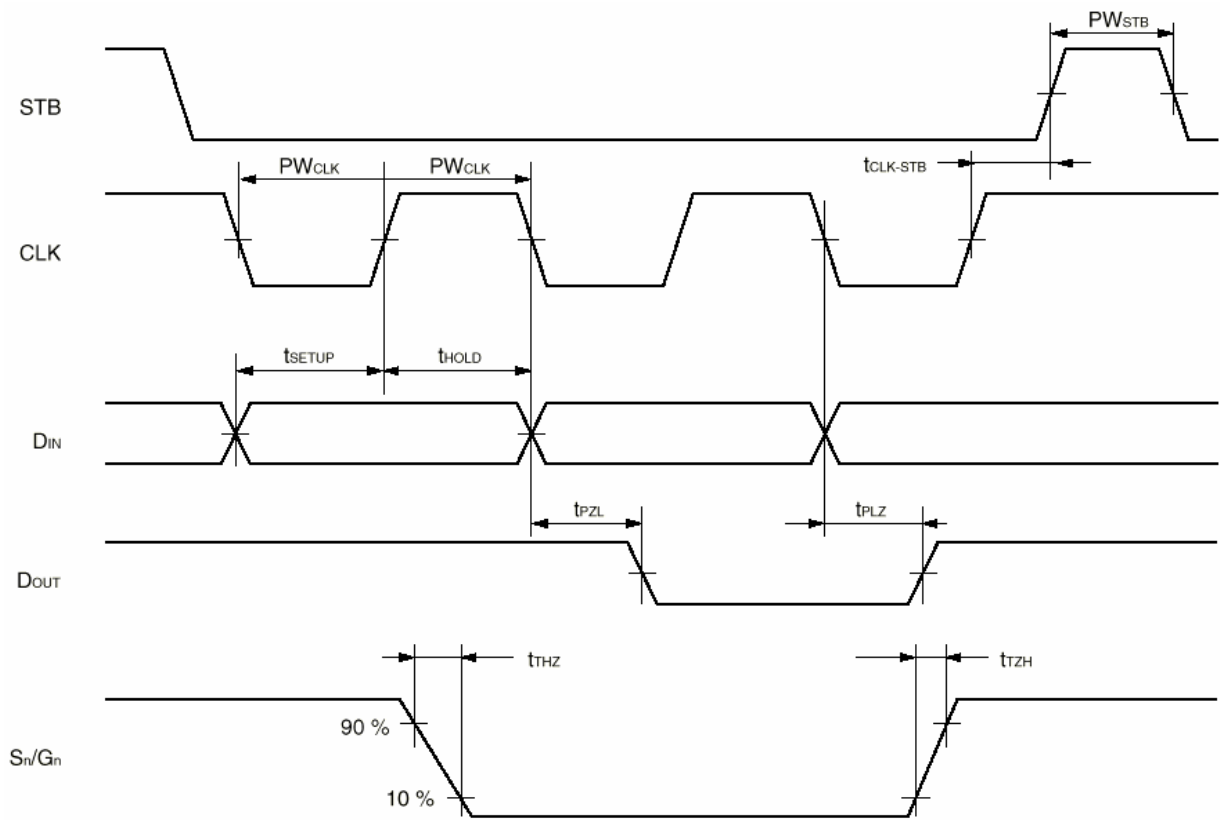 PWSTB
STB
tCLK-STB
PWCLK PWCLK
CLK
tSETUP tHOLD
DIN
tPZL tPLZ
DOUT
tTHZ tTZH
90 %
Sn/Gn
10 %